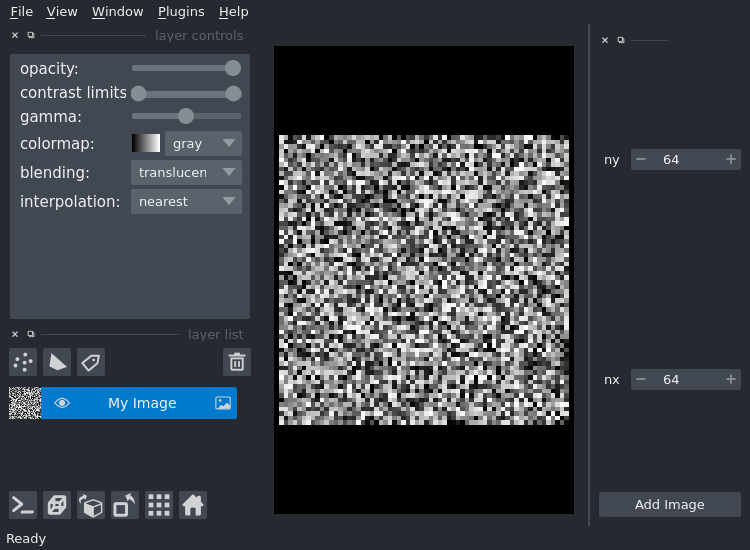 File View Window Plugins Help
layer controls
opacity:
contrast limits
gamma:
colormap: gray
blending: translucen
interpolation: nearest
layer list
My Image
ny 64
nx 64
Add Image
Ready